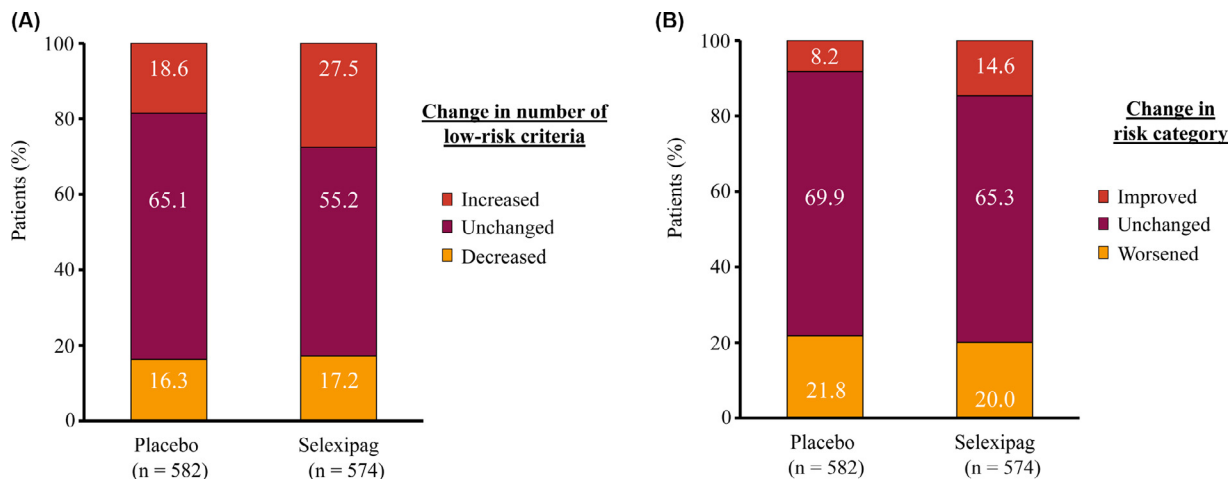 (A)
Patients (%)
100
80
60
40
20
0
18.6
65.1
16.3
27.5
55.2
17.2
Placebo
(n = 582)
Selexipag
(n = 574)
Change in number of
low-risk criteria
Increased
Unchanged
Decreased
(B)
Patients (%)
100
80
60
40
20
0
8.2
69.9
21.8
14.6
65.3
20.0
Placebo
(n = 582)
Selexipag
(n = 574)
Change in
risk category
Improved
Unchanged
Worsened